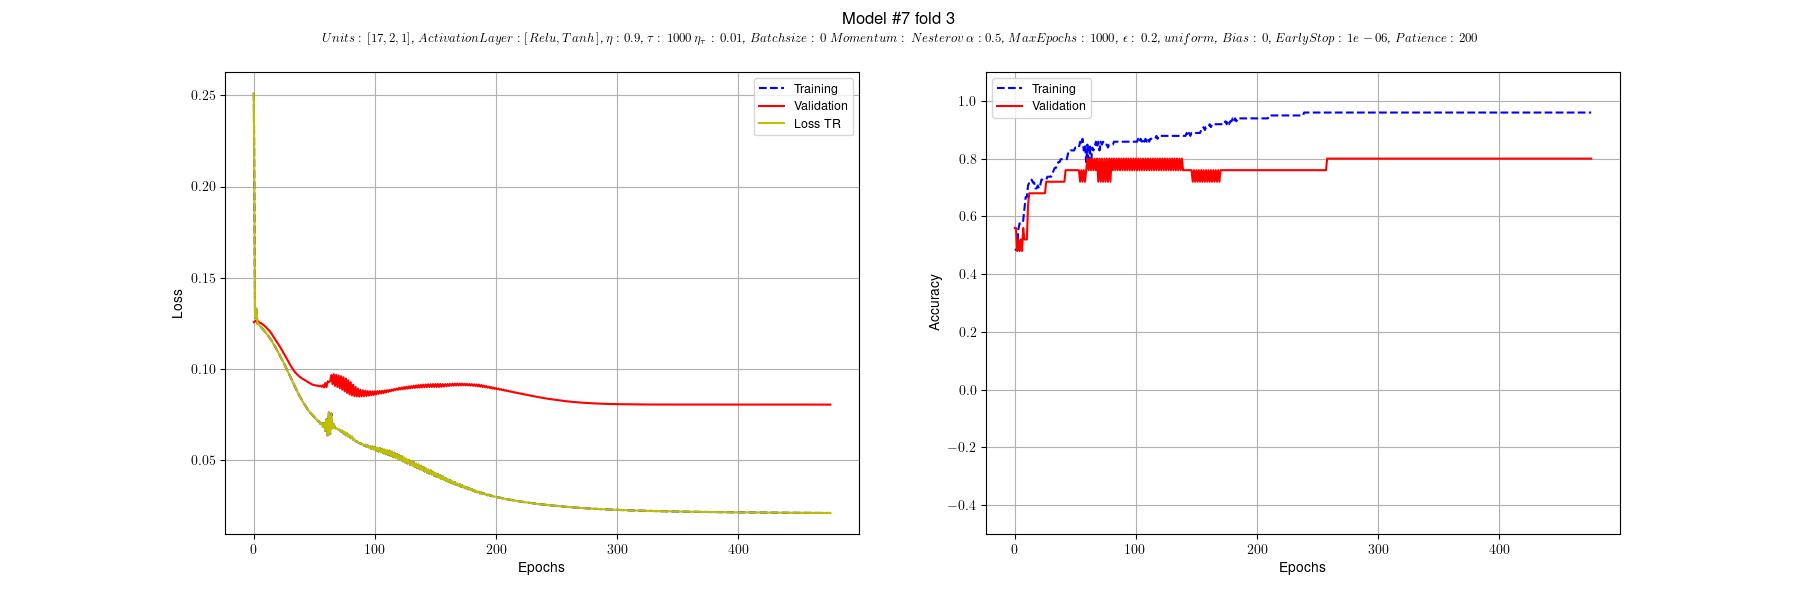 Model #7 fold 3
Units : [17, 2, 1], ActivationLayer : [Relu, Tanh], η : 0.9, τ : 1000 η_τ : 0.01, Batchsize : 0 Momentum : Nesterov α : 0.5, MaxEpochs : 1000, ϵ : 0.2, uniform, Bias : 0, EarlyStop : 1e − 06, Patience : 200
Training
Validation
Loss TR
0.25
0.20
0.15
0.10
0.05
Loss
0 100 200 300 400
Epochs
Training
Validation
1.0
0.8
0.6
0.4
0.2
0.0
−0.2
−0.4
Accuracy
0 100 200 300 400
Epochs